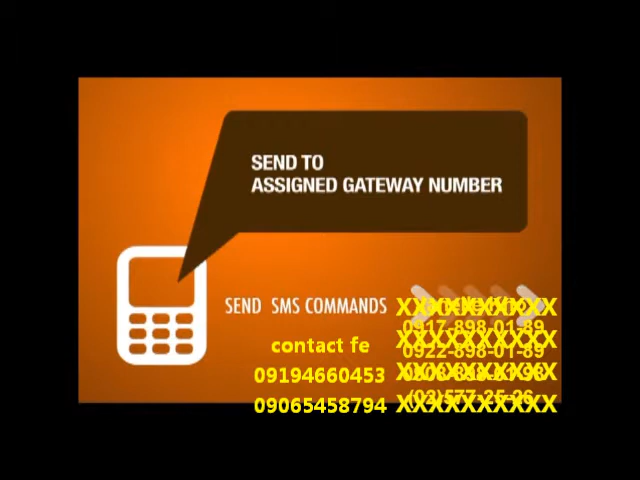 SEND TO
ASSIGNED GATEWAY NUMBER
SEND SMS COMMANDS
XXXXXXXXXX
0917-898-01-89
XXXXXXXXXX
0922-898-01-89
XXXXXXXXXX
(02)577-25-26
XXXXXXXXXX
contact fe
09194660453
09065458794